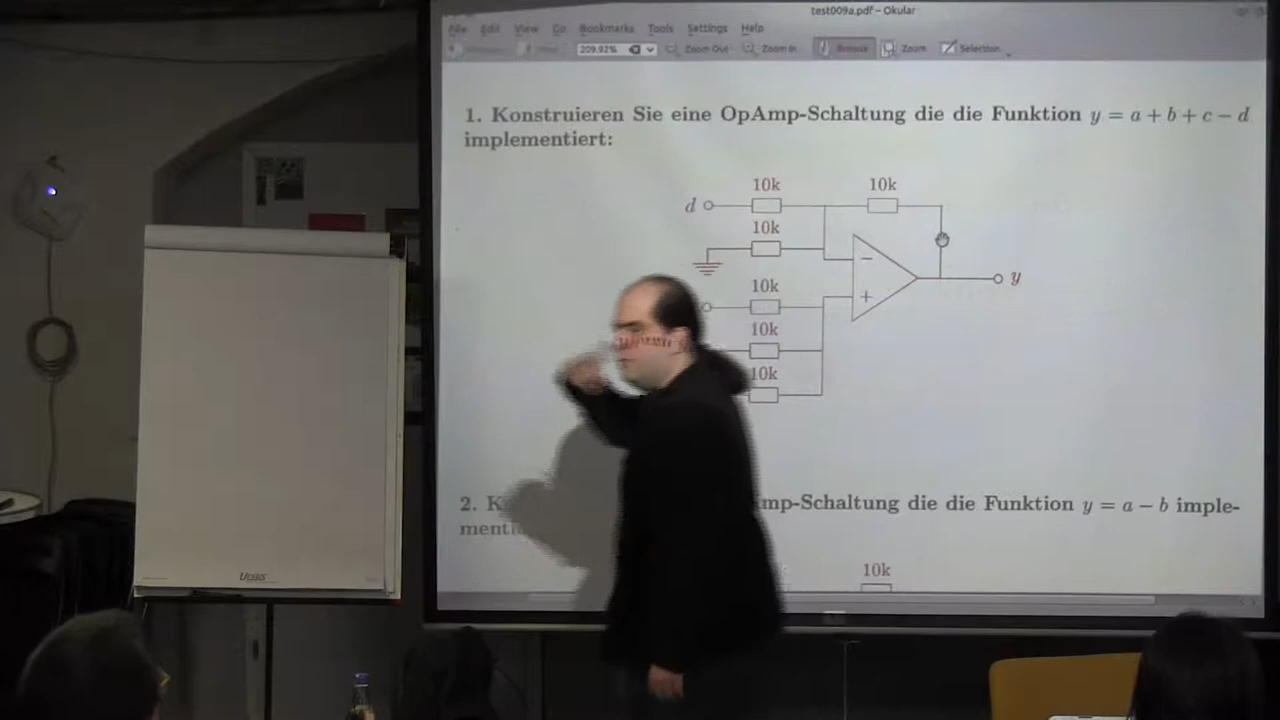 test009a.pdf – Okular
File Edit View Go Bookmarks Tools Settings Help
209,92% Zoom Out Zoom In Browse Zoom Selection
1. Konstruieren Sie eine OpAmp-Schaltung die die Funktion y = a + b + c − d
implementiert:
10k 10k
d
10k
−
y
10k
+
10k
10k
2. K
mp-Schaltung die die Funktion y = a − b imple-
menti
10k